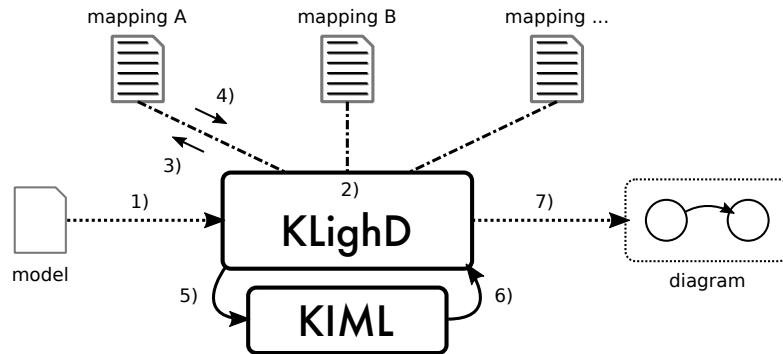 mapping A
mapping B
mapping ...
4)
3)
2)
1)
7)
KLighD
model
diagram
5)
6)
KIML